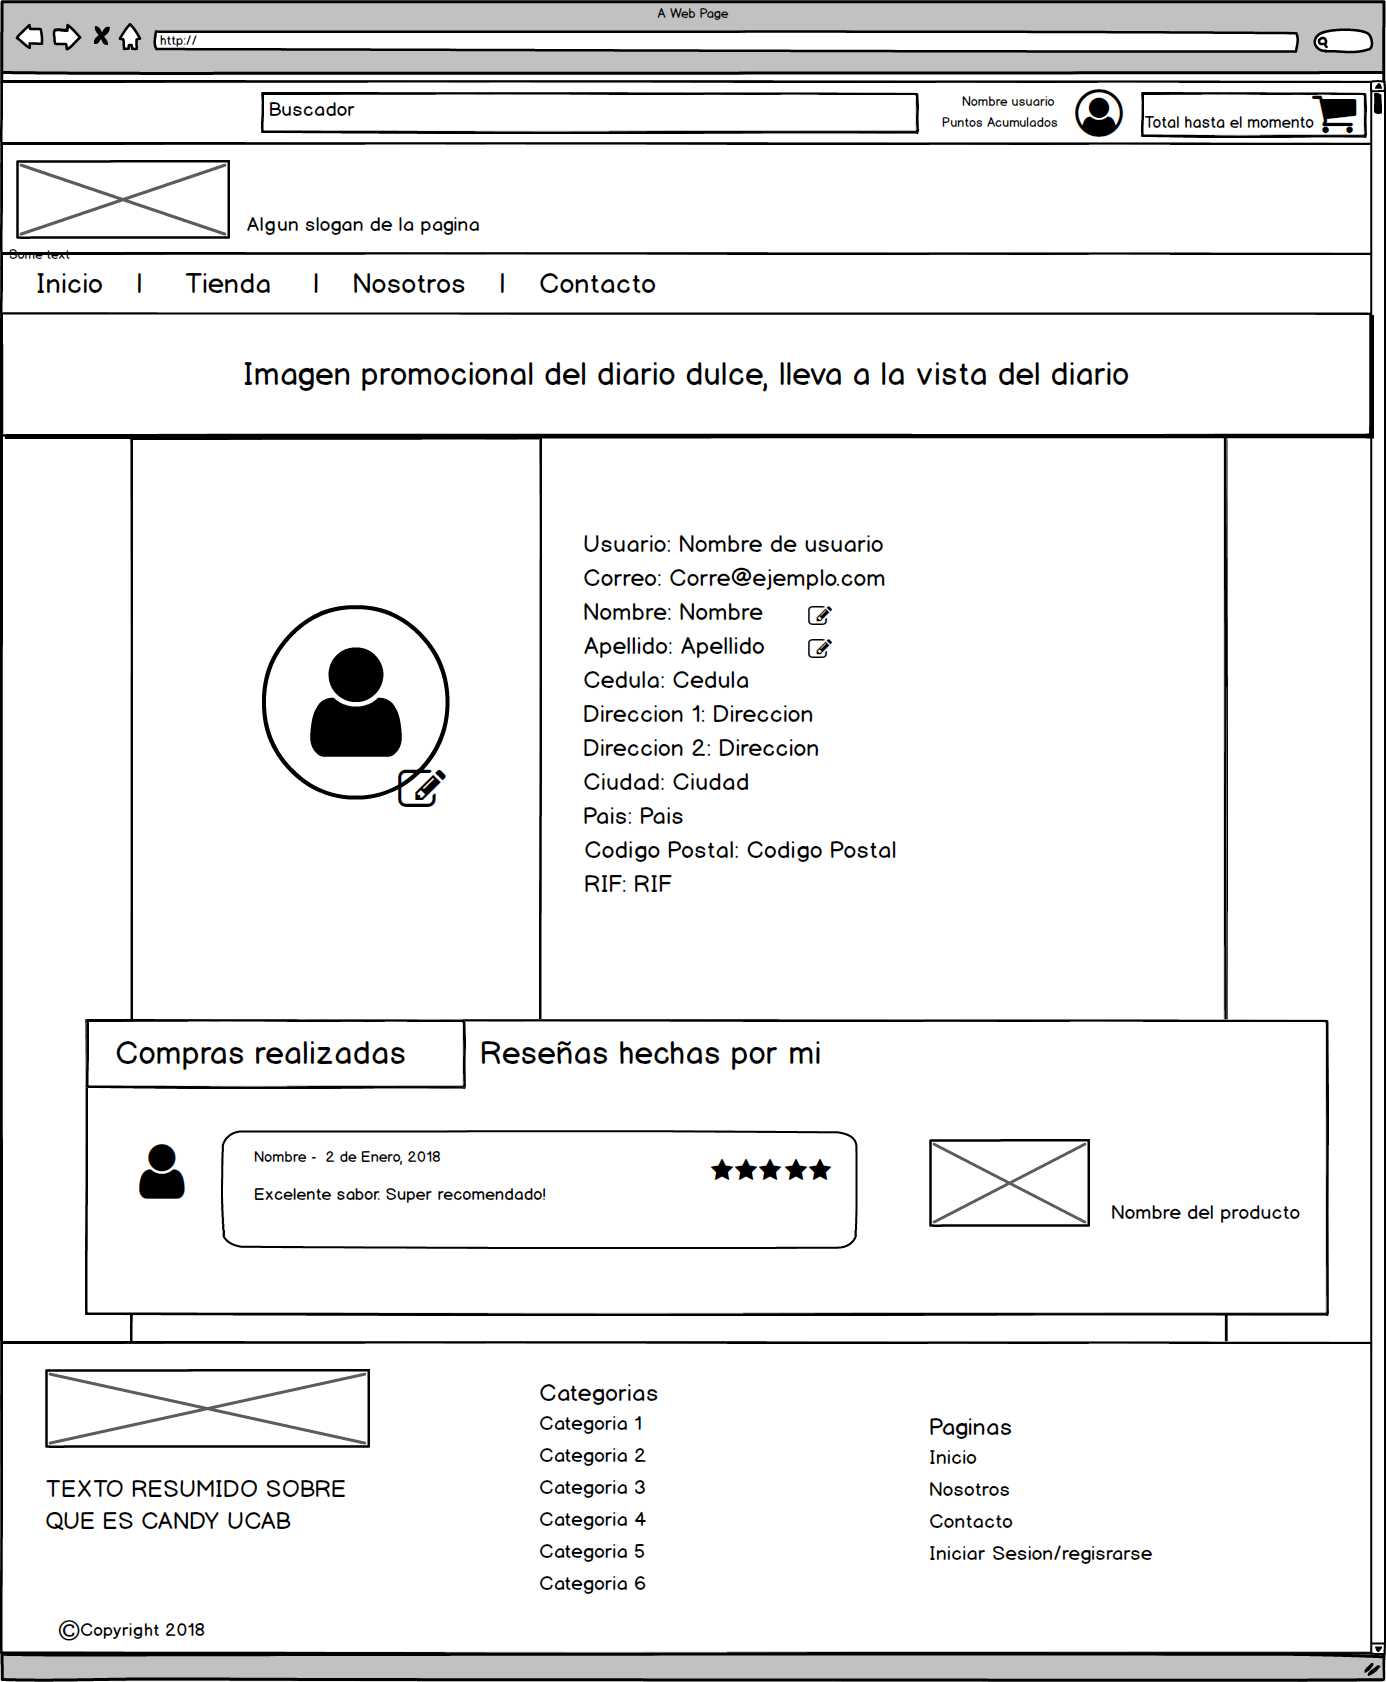 A Web Page
http://
Buscador
Nombre usuario
Puntos Acumulados
Total hasta el momento
Algun slogan de la pagina
Some text
Inicio | Tienda | Nosotros | Contacto
Imagen promocional del diario dulce, lleva a la vista del diario
Usuario: Nombre de usuario
Correo: Corre@ejemplo.com
Nombre: Nombre
Apellido: Apellido
Cedula: Cedula
Direccion 1: Direccion
Direccion 2: Direccion
Ciudad: Ciudad
Pais: Pais
Codigo Postal: Codigo Postal
RIF: RIF
Compras realizadas
Reseñas hechas por mi
Nombre - 2 de Enero, 2018
Excelente sabor. Super recomendado!
Nombre del producto
TEXTO RESUMIDO SOBRE
QUE ES CANDY UCAB
Categorias
Categoria 1
Categoria 2
Categoria 3
Categoria 4
Categoria 5
Categoria 6
Paginas
Inicio
Nosotros
Contacto
Iniciar Sesion/regisrarse
©Copyright 2018